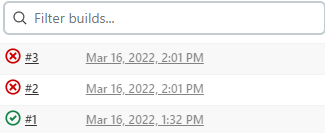 Filter builds...
#3 Mar 16, 2022, 2:01 PM
#2 Mar 16, 2022, 2:01 PM
#1 Mar 16, 2022, 1:32 PM